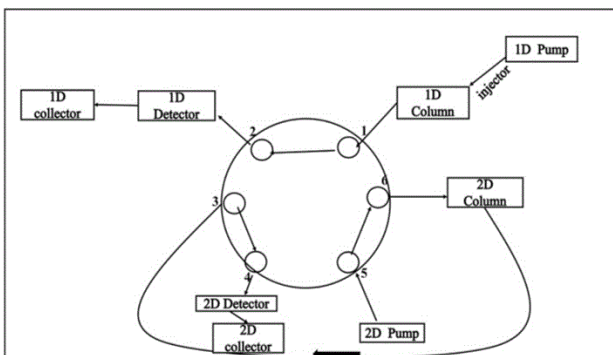 1D Pump
injector
1D
Column
1D
Detector
1D
collector
2
1
6
3
2D
Column
4
5
2D Detector
2D
collector
2D Pump